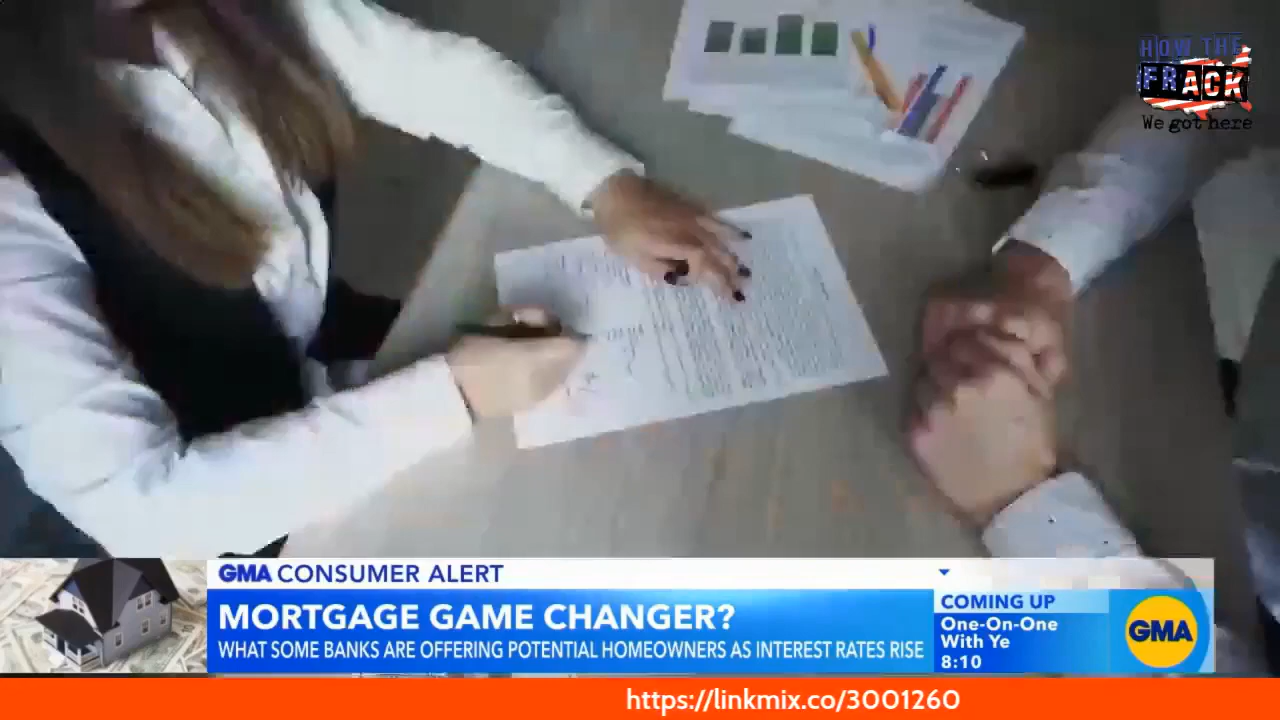 HOW THE
FRACK
We got here
GMA CONSUMER ALERT
MORTGAGE GAME CHANGER?
WHAT SOME BANKS ARE OFFERING POTENTIAL HOMEOWNERS AS INTEREST RATES RISE
COMING UP
One-On-One
With Ye
8:10
GMA
https://linkmix.co/3001260